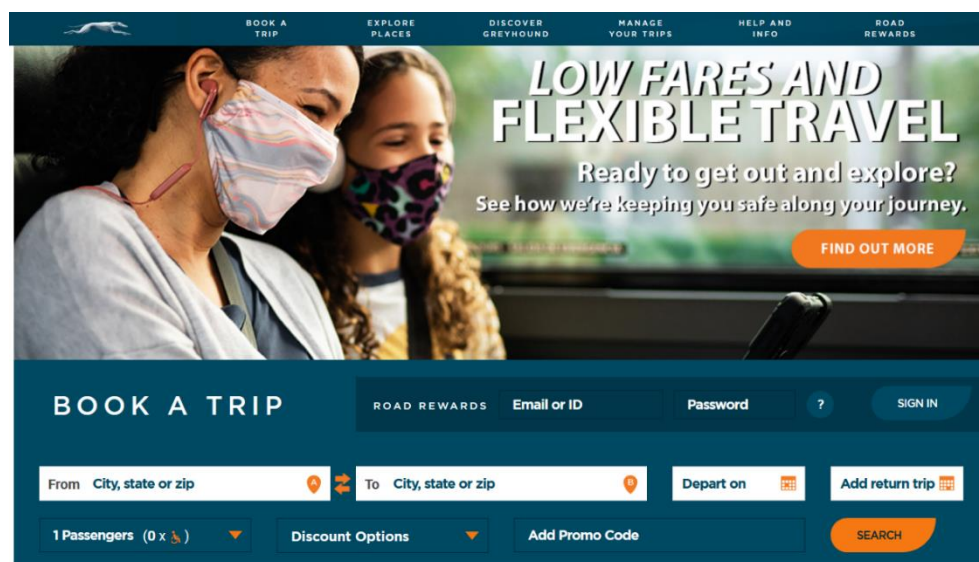 BOOK A
TRIP
EXPLORE
PLACES
DISCOVER
GREYHOUND
MANAGE
YOUR TRIPS
HELP AND
INFO
ROAD
REWARDS
LOW FARES AND
FLEXIBLE TRAVEL
Ready to get out and explore?
See how we're keeping you safe along your journey.
FIND OUT MORE
BOOK A TRIP
ROAD REWARDS Email or ID Password ? SIGN IN
From City, state or zip A To City, state or zip B Depart on Add return trip
1 Passengers (0 x ) Discount Options Add Promo Code SEARCH